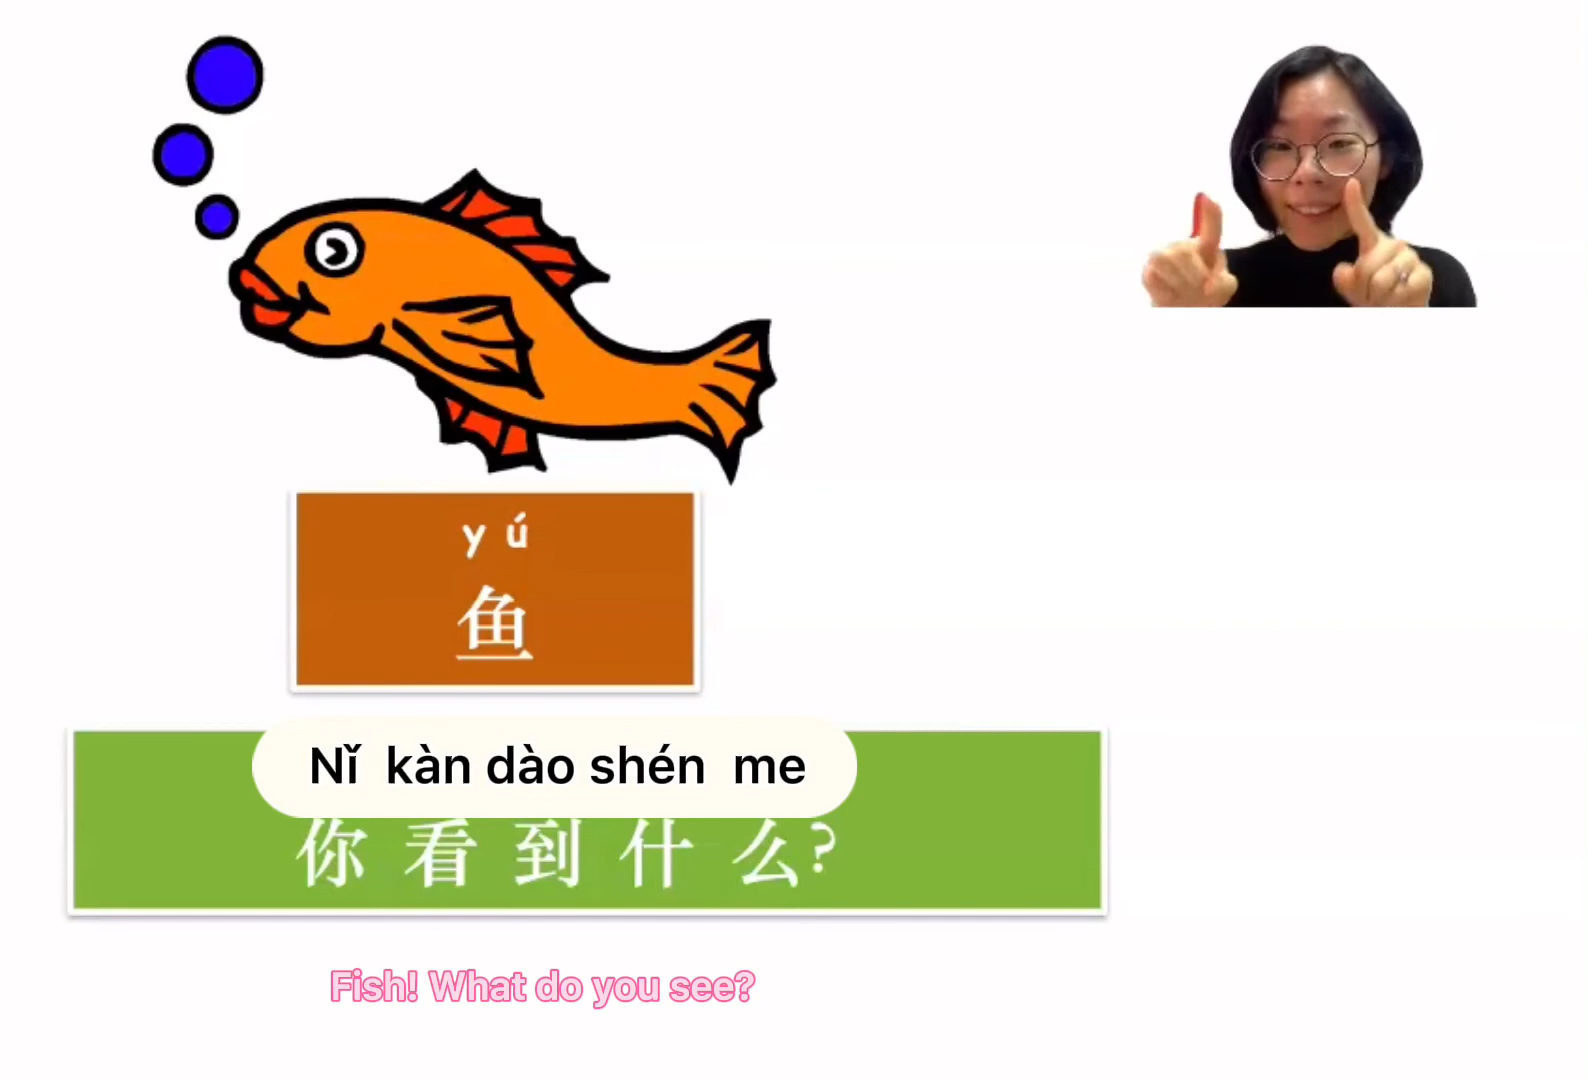 yú
鱼
Nǐ kàn dào shén me
你看到什么?
Fish! What do you see?